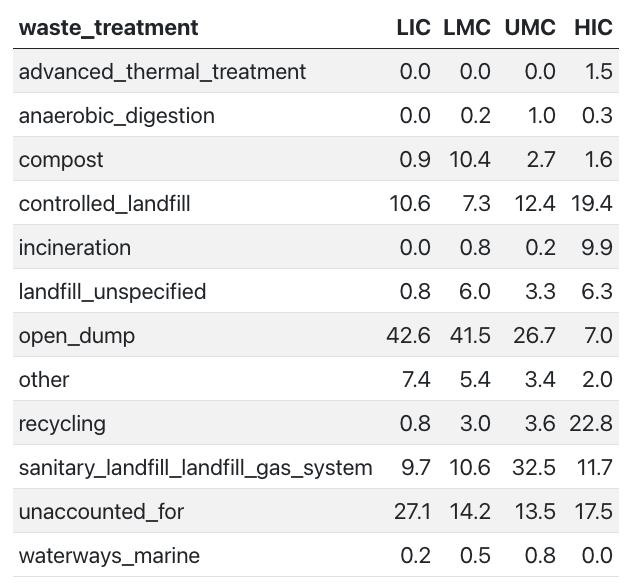 waste_treatment LIC LMC UMC HIC
advanced_thermal_treatment 0.0 0.0 0.0 1.5
anaerobic_digestion 0.0 0.2 1.0 0.3
compost 0.9 10.4 2.7 1.6
controlled_landfill 10.6 7.3 12.4 19.4
incineration 0.0 0.8 0.2 9.9
landfill_unspecified 0.8 6.0 3.3 6.3
open_dump 42.6 41.5 26.7 7.0
other 7.4 5.4 3.4 2.0
recycling 0.8 3.0 3.6 22.8
sanitary_landfill_landfill_gas_system 9.7 10.6 32.5 11.7
unaccounted_for 27.1 14.2 13.5 17.5
waterways_marine 0.2 0.5 0.8 0.0